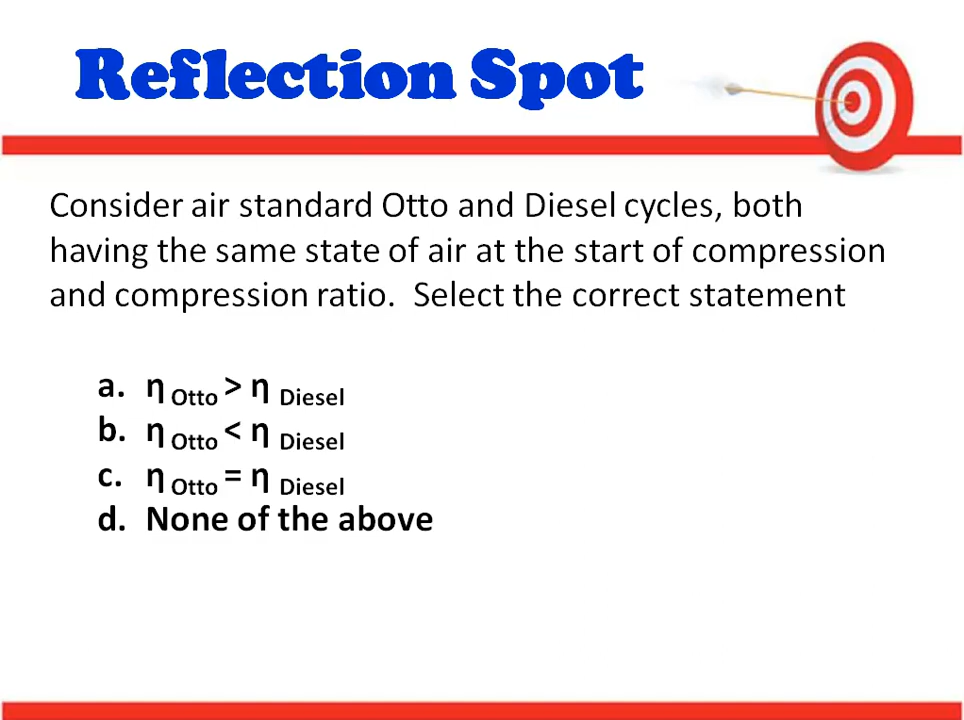 Reflection Spot
Consider air standard Otto and Diesel cycles, both
having the same state of air at the start of compression
and compression ratio.  Select the correct statement
a. η Otto > η Diesel
b. η Otto < η Diesel
c. η Otto = η Diesel
d. None of the above